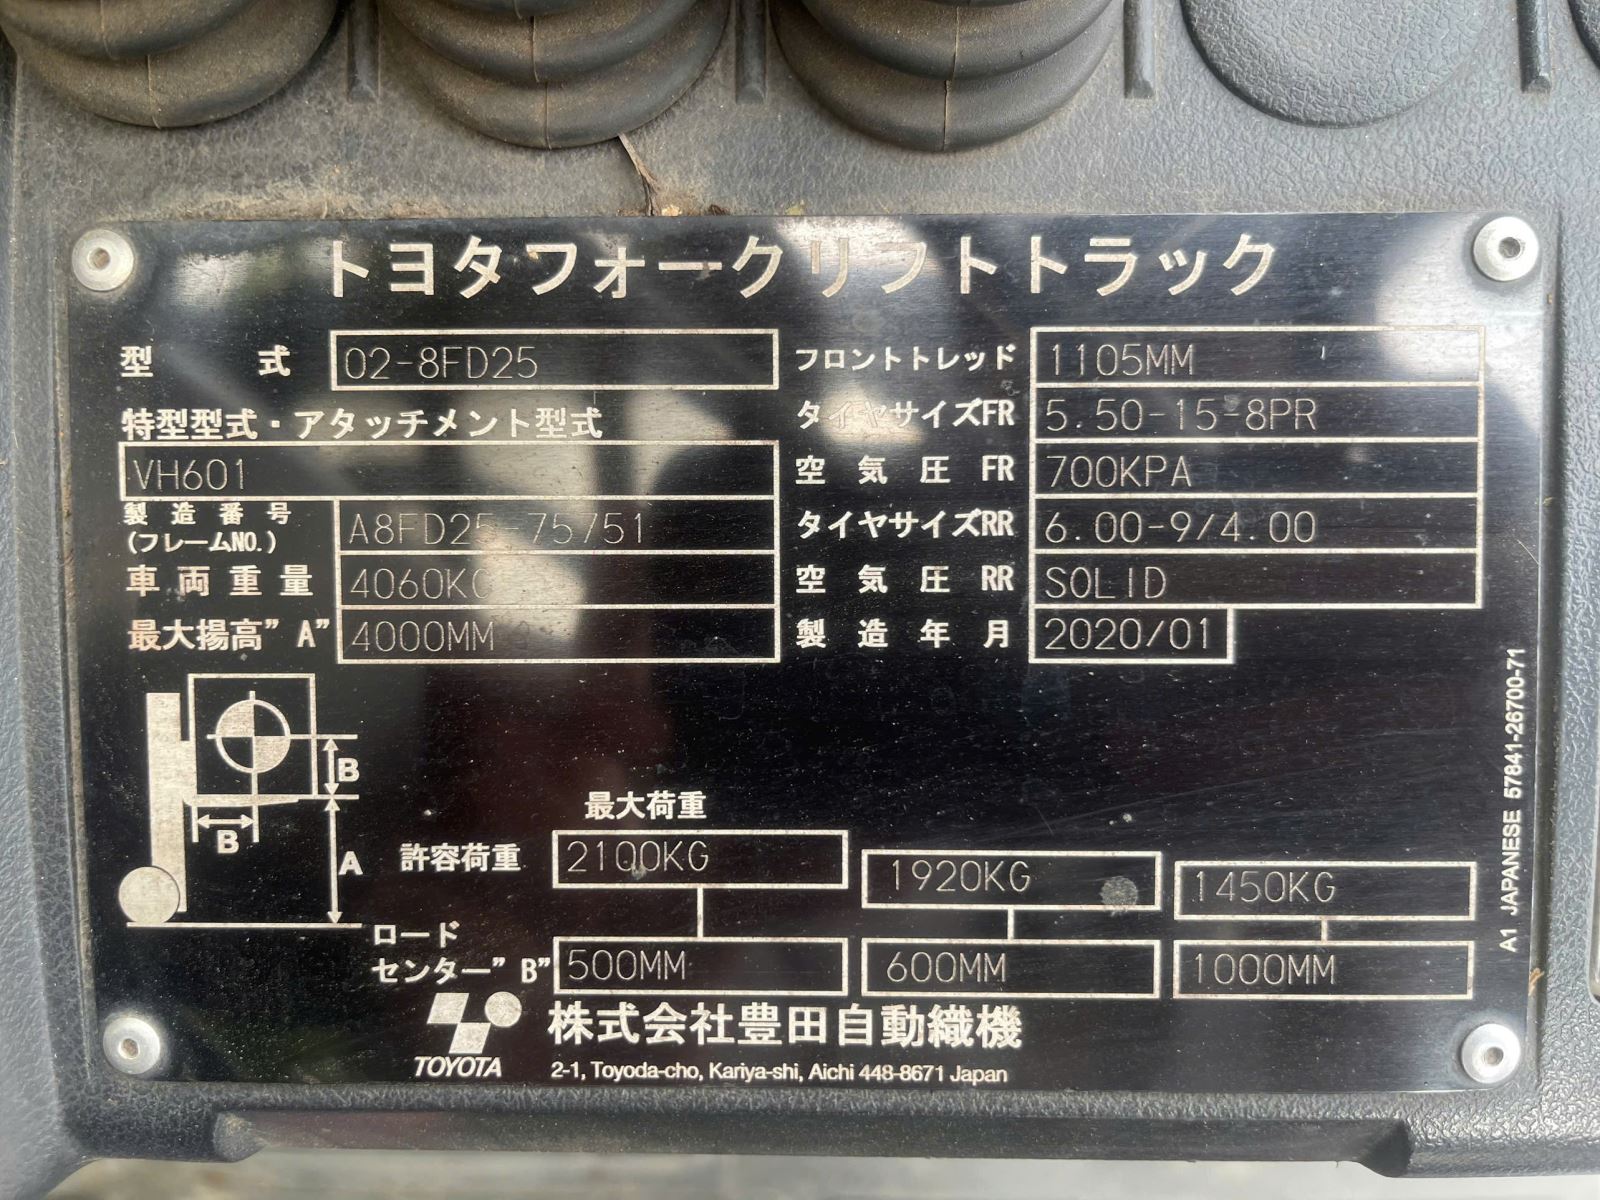 トヨタフォークリフトトラック
型式 02-8FD25
特型型式・アタッチメント型式
VH601
製造番号
(フレームNO.) A8FD25-75751
車両重量 4060KG
最大揚高"A" 4000MM
フロントトレッド 1105MM
タイヤサイズFR 5.50-15-8PR
空気圧FR 700KPA
タイヤサイズRR 6.00-9/4.00
空気圧RR SOLID
製造年月 2020/01
B
B
A
最大荷重
許容荷重 2100KG 1920KG 1450KG
ロード
センター"B" 500MM 600MM 1000MM
TOYOTA
株式会社豊田自動織機
2-1, Toyoda-cho, Kariya-shi, Aichi 448-8671 Japan
A1 JAPANESE 57841-26700-71